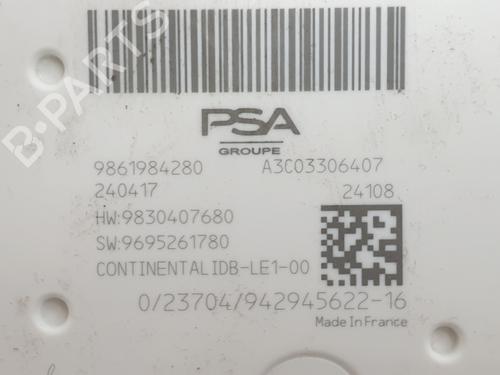 PSA
GROUPE
9861984280 A3C03306407
240417 24108
HW:9830407680
SW:9695261780
CONTINENTAL IDB-LE1-00
0/23704/942945622-16
Made In France
B-PARTS